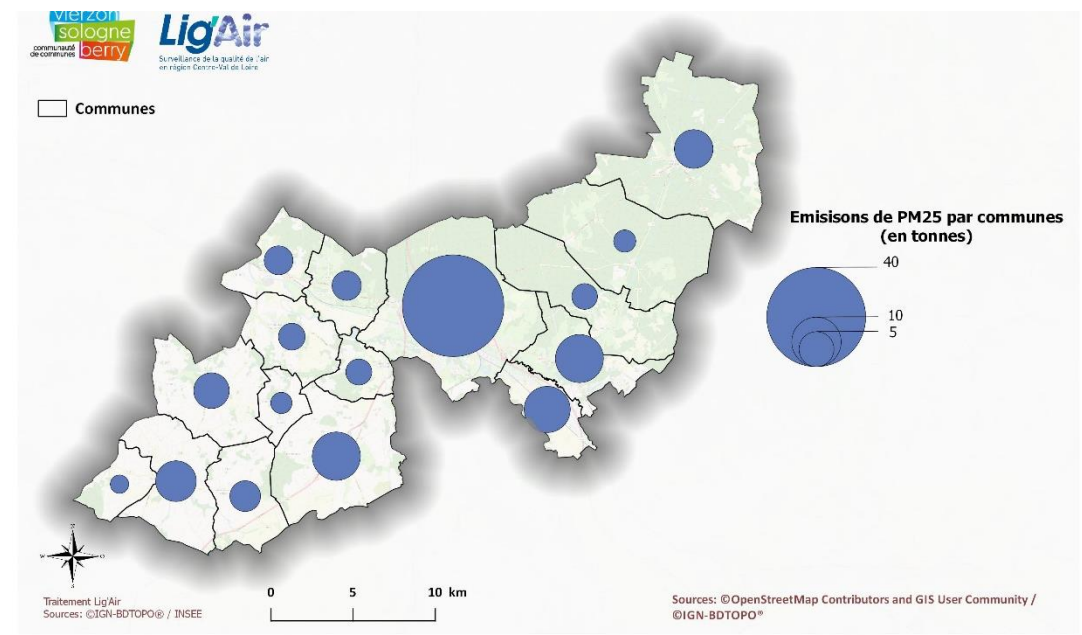 vierzon
sologne
communauté
de communes
berry
Lig'Air
Surveillance de la qualité de l'air
en région Centre-Val de Loire
Communes
Emisisons de PM25 par communes
(en tonnes)
40
10
5
N
W
O
S
0 5 10 km
Traitement Lig'Air
Sources: ©IGN-BDTOPO® / INSEE
Sources: ©OpenStreetMap Contributors and GIS User Community /
©IGN-BDTOPO®